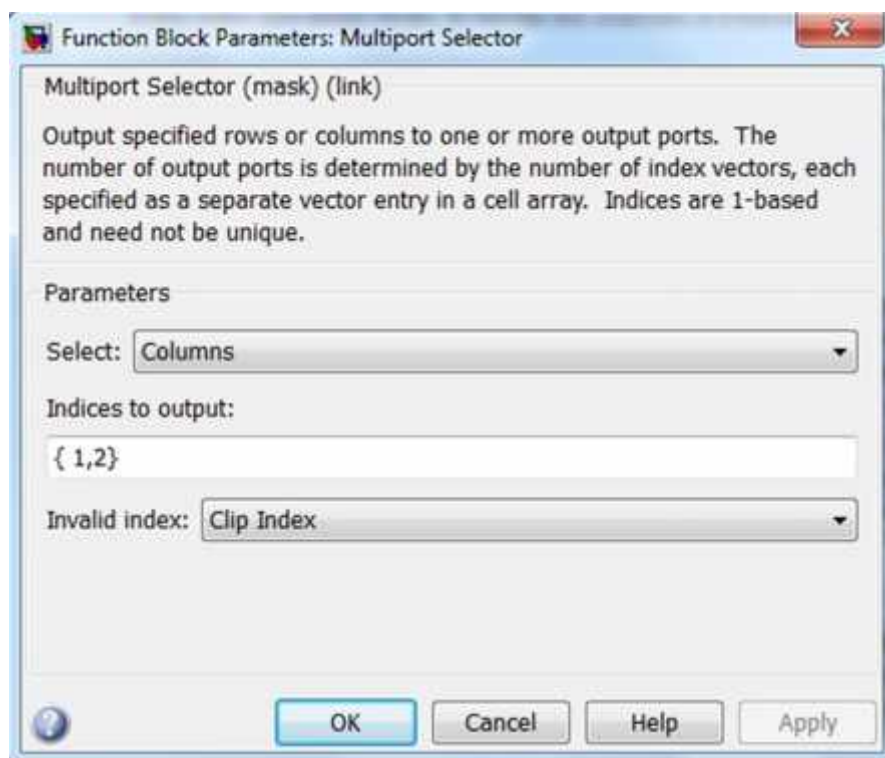 Function Block Parameters: Multiport Selector
Multiport Selector (mask) (link)
Output specified rows or columns to one or more output ports. The
number of output ports is determined by the number of index vectors, each
specified as a separate vector entry in a cell array. Indices are 1-based
and need not be unique.
Parameters
Select: Columns
Indices to output:
{ 1,2}
Invalid index: Clip Index
OK Cancel Help Apply